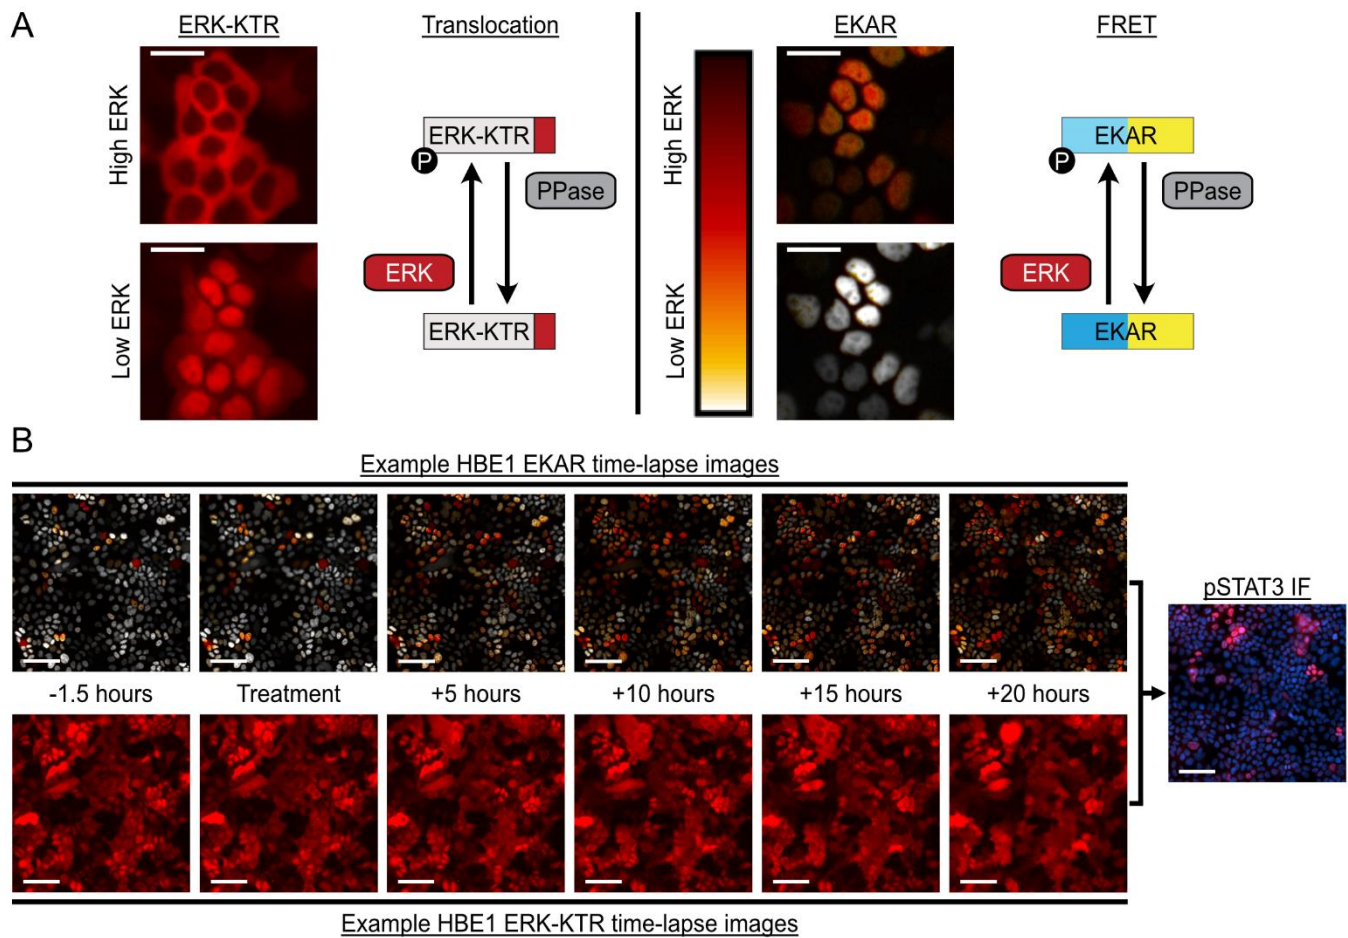 A
ERK-KTR
Translocation
EKAR
FRET
High ERK
Low ERK
ERK-KTR
P
PPase
ERK
ERK-KTR
High ERK
Low ERK
EKAR
P
PPase
ERK
EKAR
B
Example HBE1 EKAR time-lapse images
pSTAT3 IF
-1.5 hours
Treatment
+5 hours
+10 hours
+15 hours
+20 hours
Example HBE1 ERK-KTR time-lapse images